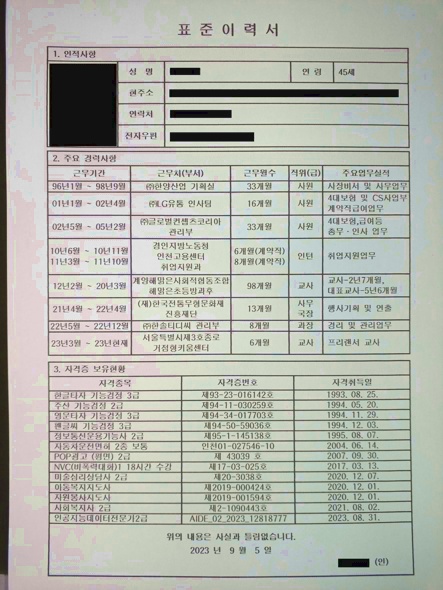 표 준 이 력 서
1. 인적사항
성 명
연 령
45세
현주소
연락처
전자우편
2. 주요 경력사항
근무기간 근무처(부서) 근무월수 직위(급) 주요업무실적
96년1월 ~ 98년9월 ㈜한양산업 기획실 33개월 사원 사장비서 및 사무업무
01년1월 ~ 02년4월 ㈜LG유통 인사팀 16개월 사원 4대보험 및 CS사업부 계약직급여업무
02년5월 ~ 05년2월 ㈜글로벌컨셉츠코리아 관리부 33개월 사원 4대보험,급여등 총무·인사 업무
10년6월 ~ 10년11월 11년3월 ~ 11년10월 경인지방노동청 안전고용센터 취업지원과 6개월(계약직) 8개월(계약직) 인턴 취업지원업무
12년2월 ~ 20년3월 계양해맑은사회적협동조합 해맑은초등방과후 98개월 교사 교사-2년7개월, 대표교사-5년6개월
21년4월 ~ 22년4월 (재)한국전통무형문화재진흥재단 13개월 사무국장 행사기획 및 연출
22년5월 ~ 22년12월 ㈜한솔티디씨 관리부 8개월 과장 경리 및 관리업무
23년3월 ~ 23년현재 서울특별시제3호종로거점형키움센터 6개월 교사 프리랜서 교사
3. 자격증 보유현황
자격종목 자격증번호 자격취득일
한글타자 기능검정 3급 제93-23-016142호 1993. 08. 25.
주산 기능검정 2급 제94-11-030259호 1994. 05. 20.
영문타자 기능검정 3급 제94-34-017703호 1994. 11. 29.
펜글씨 기능검정 3급 제94-50-59036호 1994. 12. 03.
정보통신운용기능사 2급 제95-1-145138호 1995. 08. 07.
자동차운전면허 2종 보통 인천01-027546-10 2004. 06. 14.
POP광고 (평면) 2급 제 43039 호 2007. 09. 30.
NVC(비폭력대화)1 18시간 수강 제17-03-025호 2017. 03. 13.
미술심리상담사 2급 제20-3038호 2020. 12. 07.
아동복지지도사 제2019-000424호 2020. 12. 01.
자원봉사지도사 제2019-001594호 2020. 12. 01.
사회복지사 2급 제2-1090443호 2021. 08. 02.
인공지능데이터전문가2급 AIDE_02_2023_12818777 2023. 08. 31.
위의 내용은 사실과 틀림없습니다.
2023 년 9 월 5 일
(인)